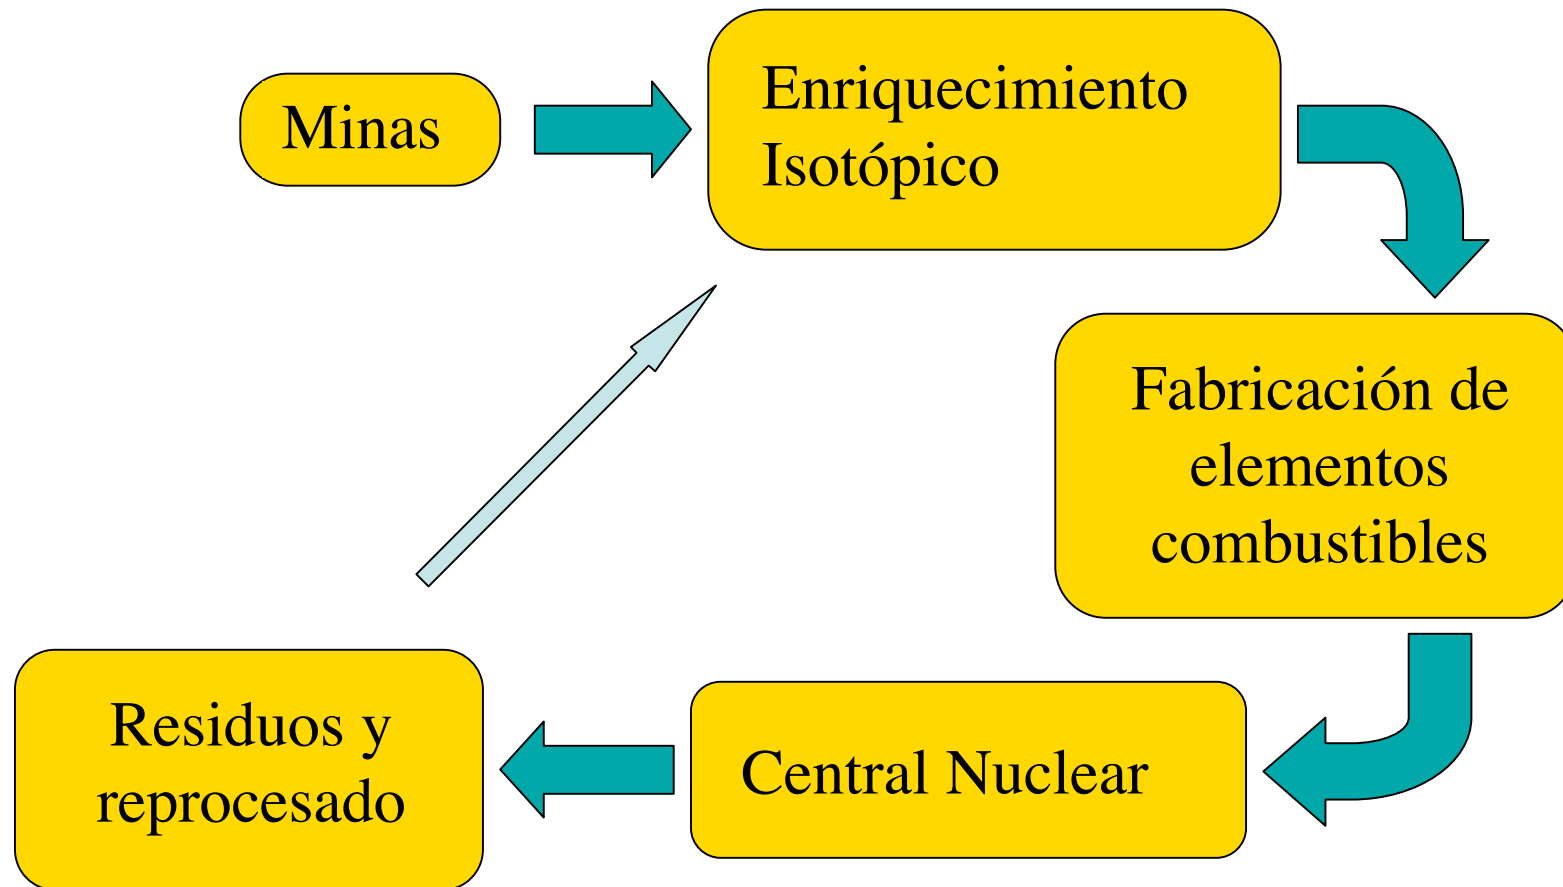 Minas
Enriquecimiento
Isotópico
Fabricación de
elementos
combustibles
Central Nuclear
Residuos y
reprocesado